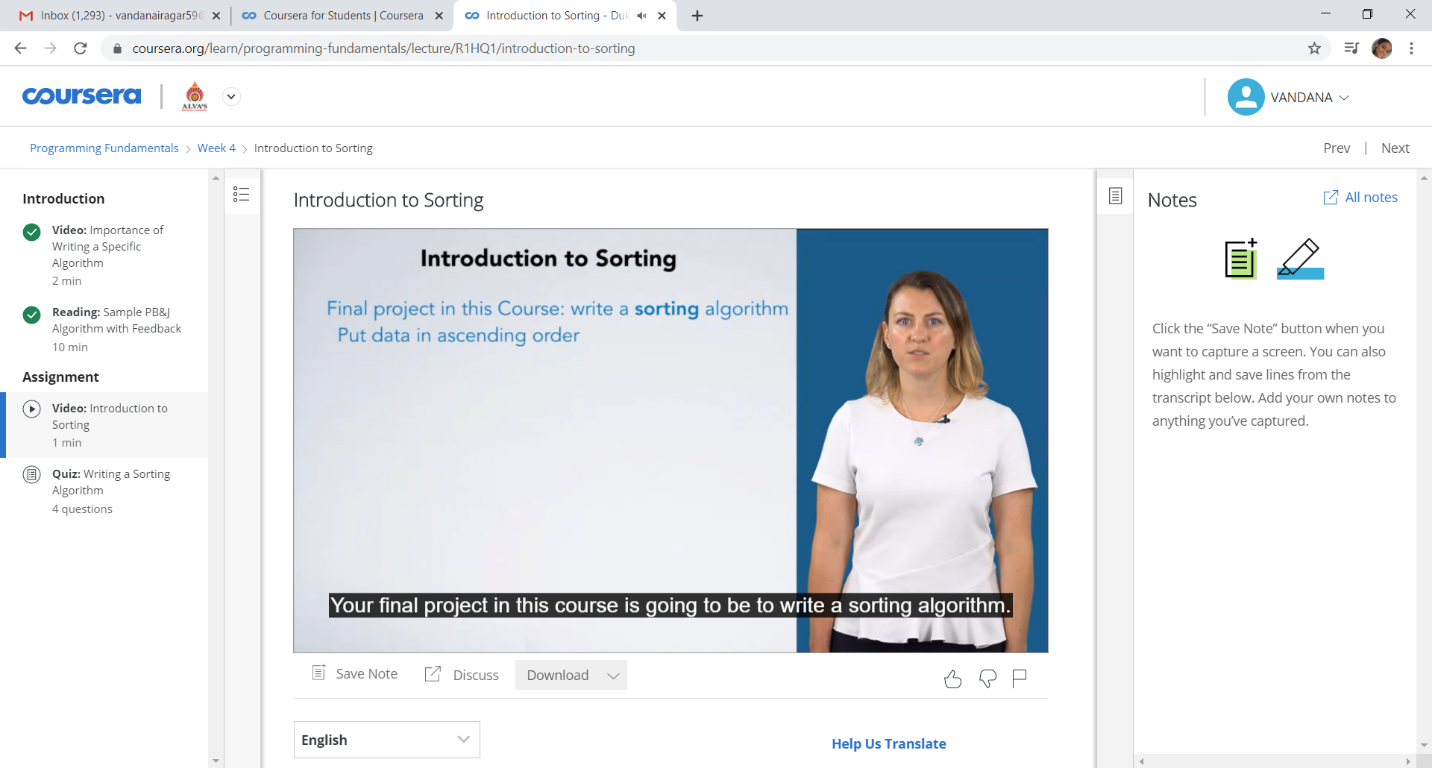 Inbox (1,293) - vandanairagar59
Coursera for Students | Coursera
Introduction to Sorting - Du
coursera.org/learn/programming-fundamentals/lecture/R1HQ1/introduction-to-sorting
coursera
ALVA'S
VANDANA
Programming Fundamentals > Week 4 > Introduction to Sorting
Prev | Next
Introduction
Video: Importance of
Writing a Specific
Algorithm
2 min
Reading: Sample PB&J
Algorithm with Feedback
10 min
Assignment
Video: Introduction to
Sorting
1 min
Quiz: Writing a Sorting
Algorithm
4 questions
Introduction to Sorting
Introduction to Sorting
Final project in this Course: write a sorting algorithm
Put data in ascending order
Your final project in this course is going to be to write a sorting algorithm.
Save Note
Discuss
Download
English
Help Us Translate
Notes
All notes
Click the “Save Note” button when you
want to capture a screen. You can also
highlight and save lines from the
transcript below. Add your own notes to
anything you’ve captured.